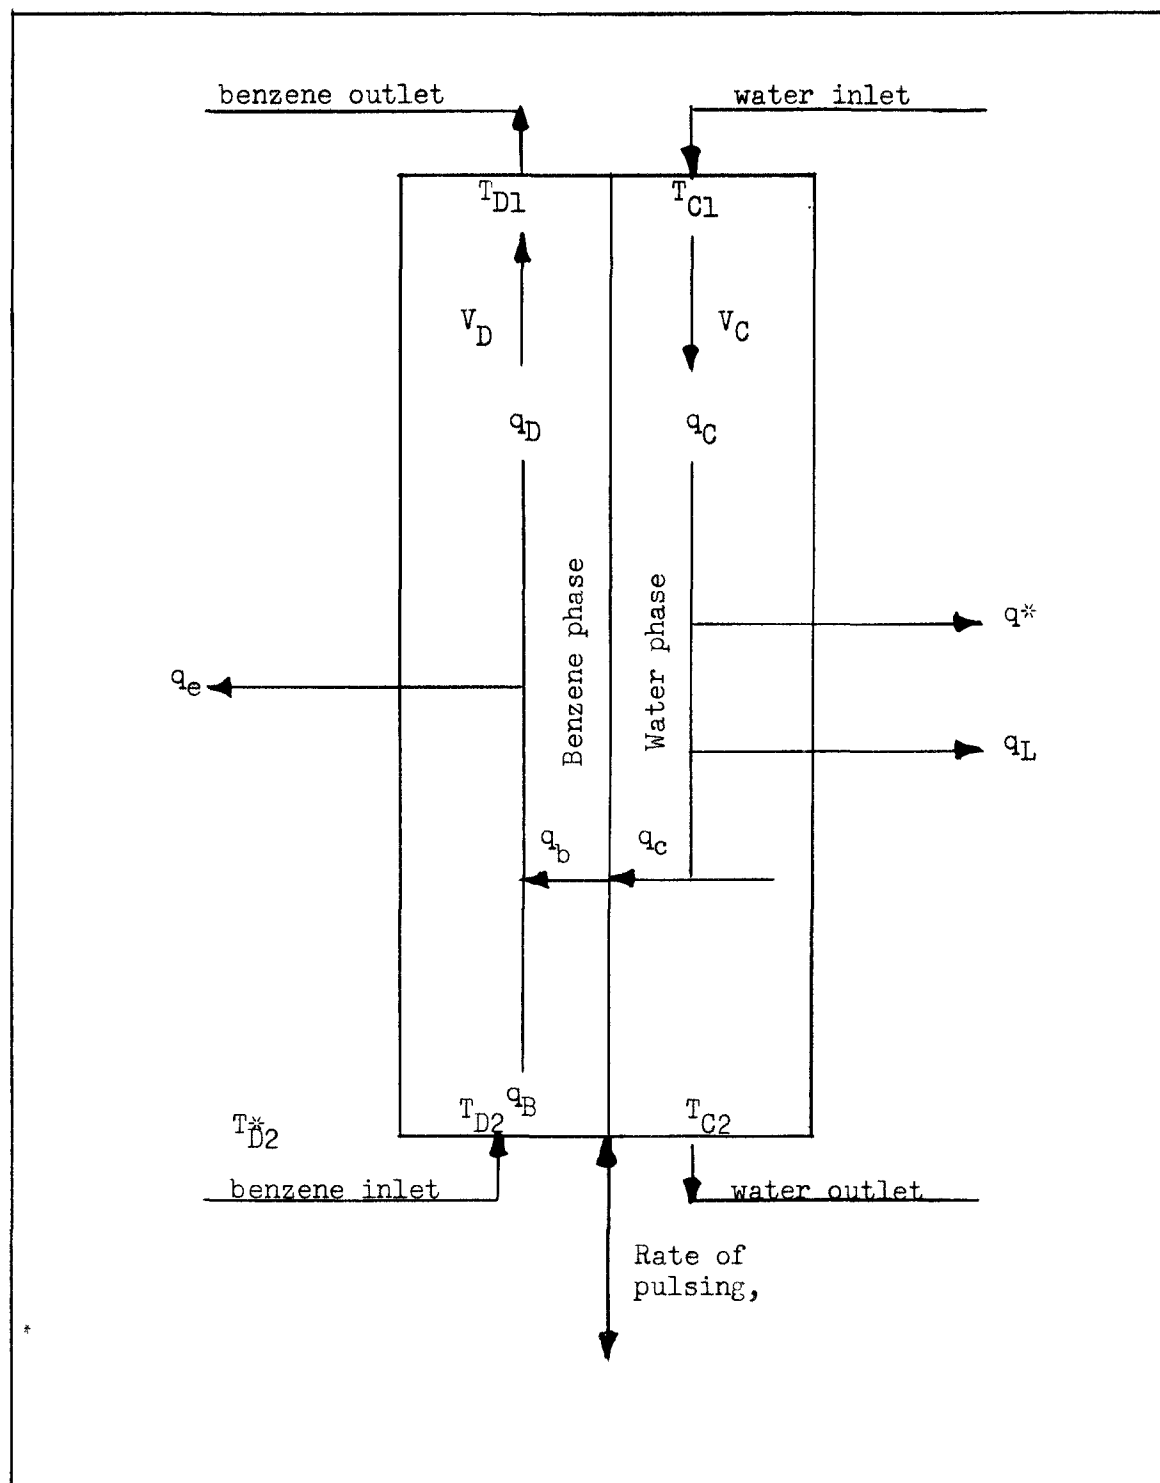 benzene outlet
water inlet
T_D1
T_C1
V_D
V_C
q_D
q_C
Benzene phase
Water phase
q*
q_e
q_L
q_b
q_c
T_D2
q_B
T_C2
T*_D2
benzene inlet
water outlet
Rate of
pulsing,
*